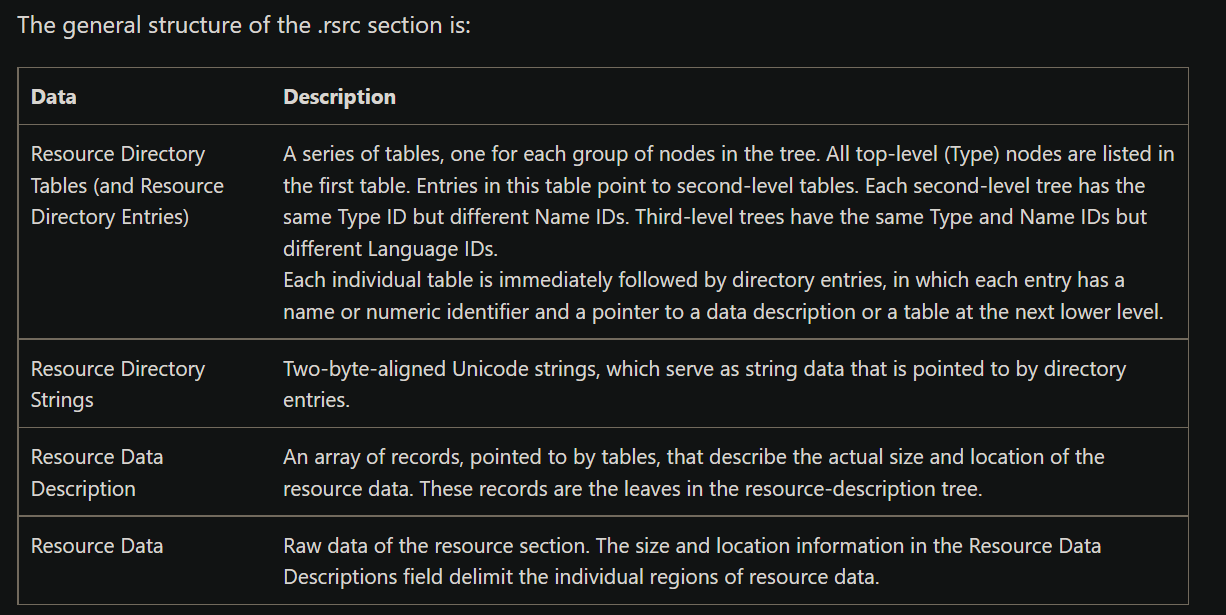 The general structure of the .rsrc section is:
Data
Description
Resource Directory
Tables (and Resource
Directory Entries)
A series of tables, one for each group of nodes in the tree. All top-level (Type) nodes are listed in
the first table. Entries in this table point to second-level tables. Each second-level tree has the
same Type ID but different Name IDs. Third-level trees have the same Type and Name IDs but
different Language IDs.
Each individual table is immediately followed by directory entries, in which each entry has a
name or numeric identifier and a pointer to a data description or a table at the next lower level.
Resource Directory
Strings
Two-byte-aligned Unicode strings, which serve as string data that is pointed to by directory
entries.
Resource Data
Description
An array of records, pointed to by tables, that describe the actual size and location of the
resource data. These records are the leaves in the resource-description tree.
Resource Data
Raw data of the resource section. The size and location information in the Resource Data
Descriptions field delimit the individual regions of resource data.